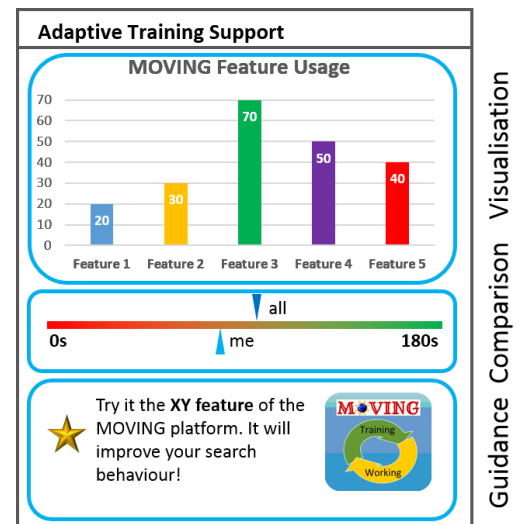 Adaptive Training Support
MOVING Feature Usage
70
60
50
40
30
20
10
0
20
30
70
50
40
Feature 1 Feature 2 Feature 3 Feature 4 Feature 5
all
0s
me
180s
Try it the XY feature of the
MOVING platform. It will
improve your search
behaviour!
MOVING
Training
Working
Visualisation
Comparison
Guidance